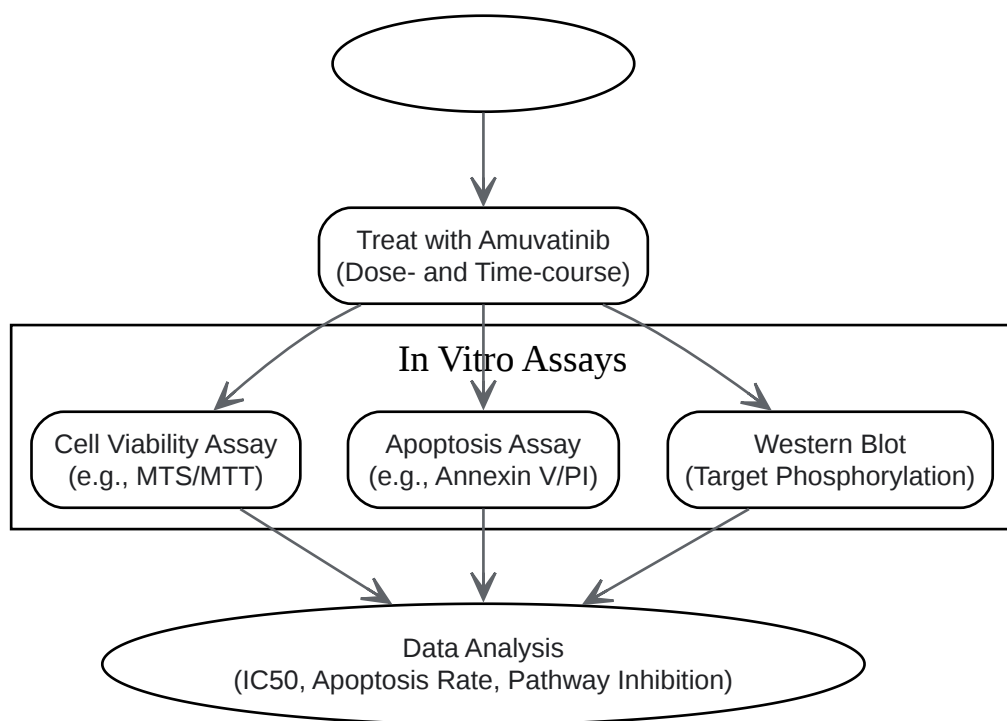 Treat with Amuvatinib
(Dose- and Time-course)
In Vitro Assays
Cell Viability Assay
(e.g., MTS/MTT)
Apoptosis Assay
(e.g., Annexin V/PI)
Western Blot
(Target Phosphorylation)
Data Analysis
(IC50, Apoptosis Rate, Pathway Inhibition)